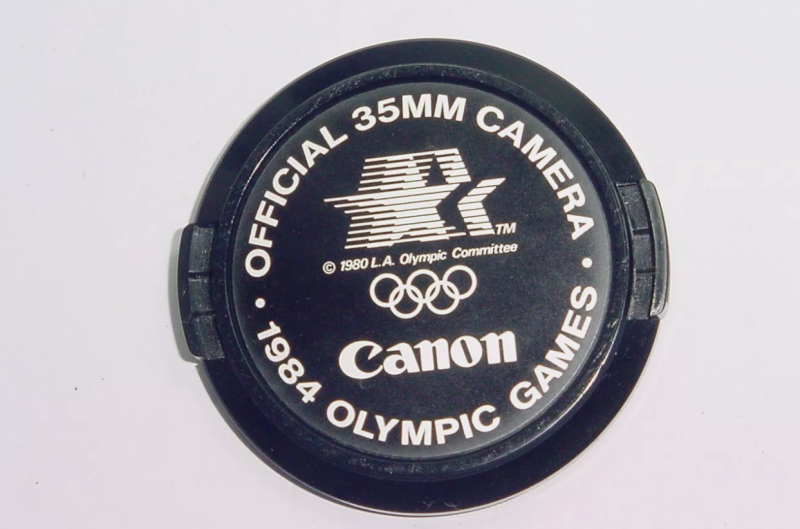 OFFICIAL 35MM CAMERA
TM
© 1980 L.A. Olympic Committee
Canon
• 1984 OLYMPIC GAMES •